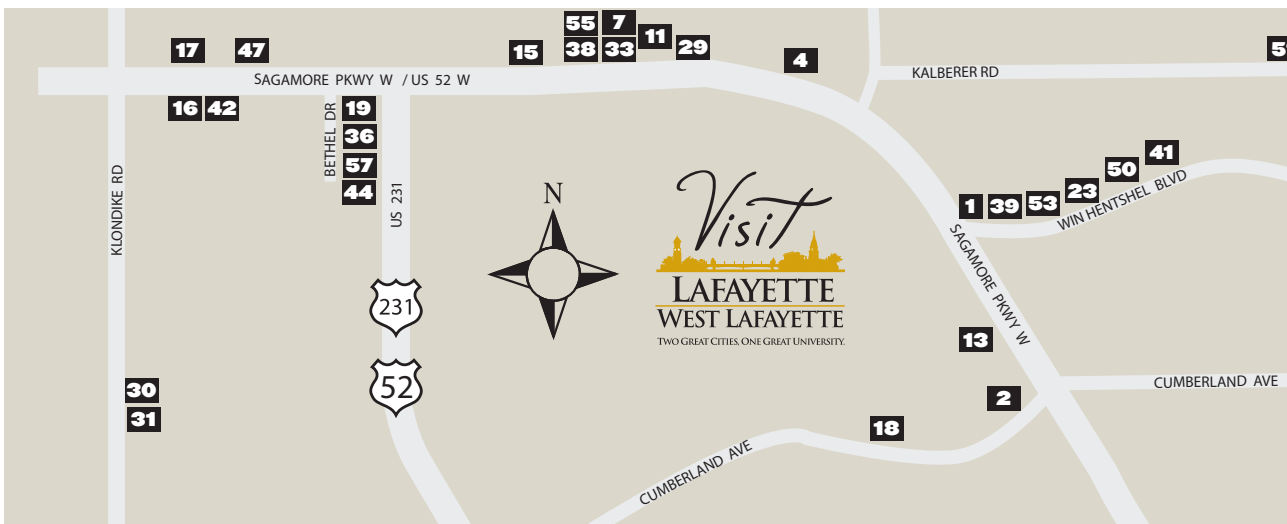 55 7
11
17 47 15 38 33 29
4
5
SAGAMORE PKWY W / US 52 W
KALBERER RD
16 42
BETHEL DR
19
36
57
44
US 231
KLONDIKE RD
N
Visit
LAFAYETTE
WEST LAFAYETTE
TWO GREAT CITIES, ONE GREAT UNIVERSITY.
41
50
23
1 39 53
WIN HENTSHEL BLVD
SAGAMORE PKWY W
231
52
13
CUMBERLAND AVE
2
18
30
31
CUMBERLAND AVE